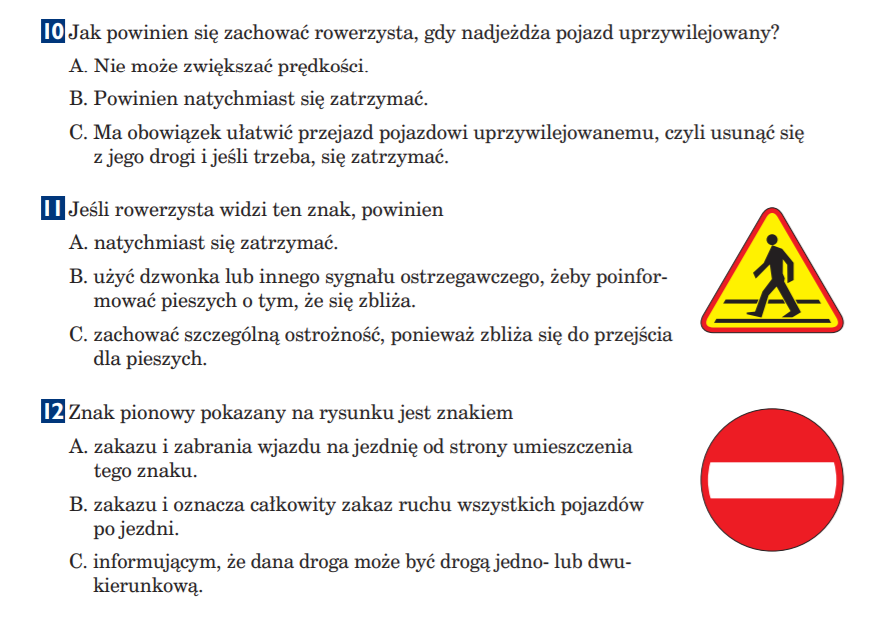 10 Jak powinien się zachować rowerzysta, gdy nadjeżdża pojazd uprzywilejowany?
A. Nie może zwiększać prędkości.
B. Powinien natychmiast się zatrzymać.
C. Ma obowiązek ułatwić przejazd pojazdowi uprzywilejowanemu, czyli usunąć się
z jego drogi i jeśli trzeba, się zatrzymać.
11 Jeśli rowerzysta widzi ten znak, powinien
A. natychmiast się zatrzymać.
B. użyć dzwonka lub innego sygnału ostrzegawczego, żeby poinfor-
mować pieszych o tym, że się zbliża.
C. zachować szczególną ostrożność, ponieważ zbliża się do przejścia
dla pieszych.
12 Znak pionowy pokazany na rysunku jest znakiem
A. zakazu i zabrania wjazdu na jezdnię od strony umieszczenia
tego znaku.
B. zakazu i oznacza całkowity zakaz ruchu wszystkich pojazdów
po jezdni.
C. informującym, że dana droga może być drogą jedno- lub dwu-
kierunkową.